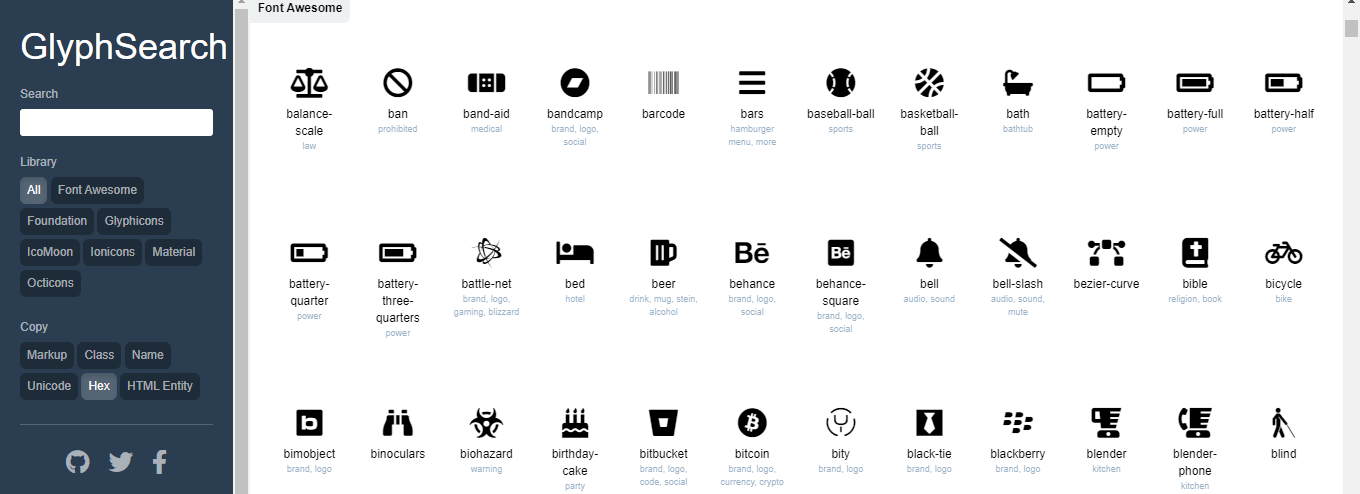 GlyphSearch
Search
Library
All Font Awesome
Foundation Glyphicons
IcoMoon Ionicons Material
Octicons
Copy
Markup Class Name
Unicode Hex HTML Entity
Font Awesome
balance-
scale
law
ban
prohibited
band-aid
medical
bandcamp
brand, logo,
social
barcode
bars
hamburger
menu, more
baseball-ball
sports
basketball-
ball
sports
bath
bathtub
battery-
empty
power
battery-full
power
battery-half
power
battery-
quarter
power
battery-
three-
quarters
power
battle-net
brand, logo,
gaming, blizzard
bed
hotel
beer
drink, mug, stein,
alcohol
Bē
behance
brand, logo,
social
Bē
behance-
square
brand, logo,
social
bell
audio, sound
bell-slash
audio, sound,
mute
bezier-curve
bible
religion, book
bicycle
bike
bimobject
brand, logo
binoculars
biohazard
warning
birthday-
cake
party
bitbucket
brand, logo,
code, social
bitcoin
brand, logo,
currency, crypto
bity
brand, logo
black-tie
brand, logo
blackberry
brand, logo
blender
kitchen
blender-
phone
kitchen
blind